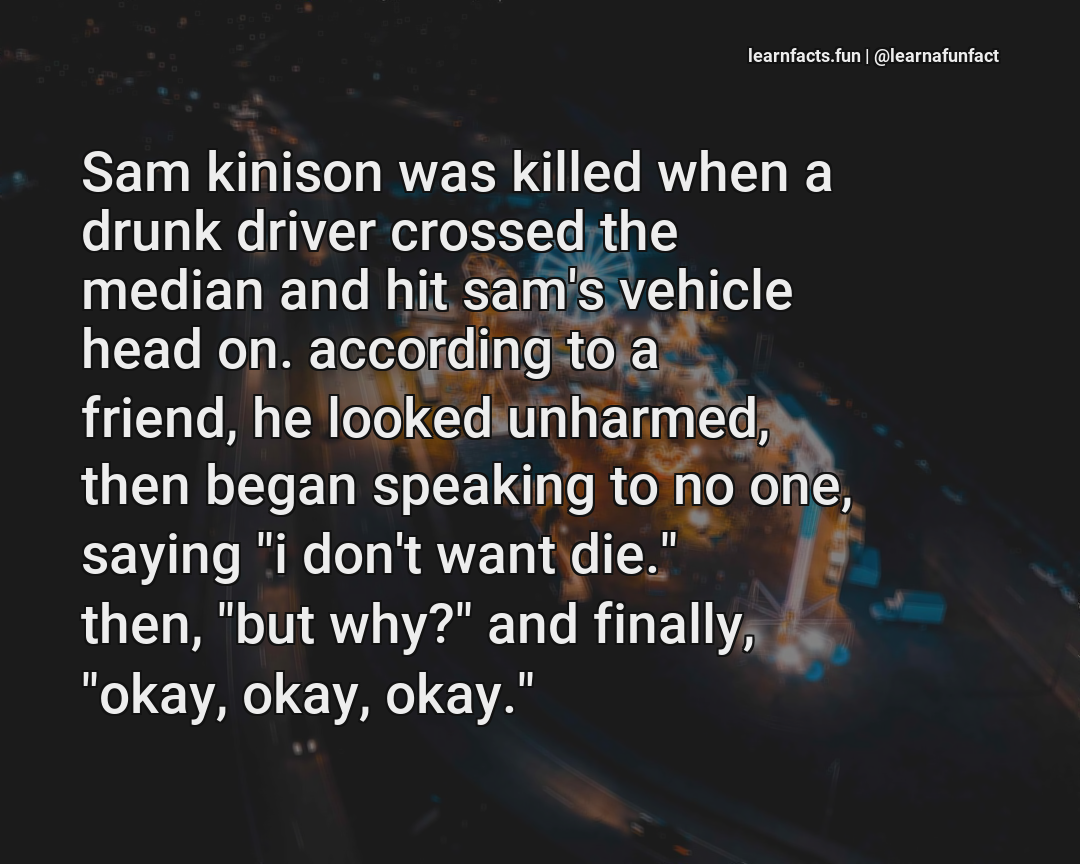 learnfacts.fun | @learnafunfact
Sam kinison was killed when a
drunk driver crossed the
median and hit sam's vehicle
head on. according to a
friend, he looked unharmed,
then began speaking to no one,
saying "i don't want die."
then, "but why?" and finally,
"okay, okay, okay."